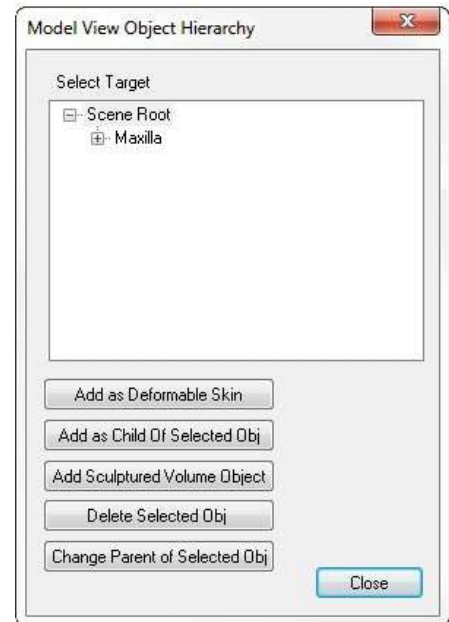 Model View Object Hierarchy
Select Target
Scene Root
Maxilla
Add as Deformable Skin
Add as Child Of Selected Obj
Add Sculptured Volume Object
Delete Selected Obj
Change Parent of Selected Obj
Close